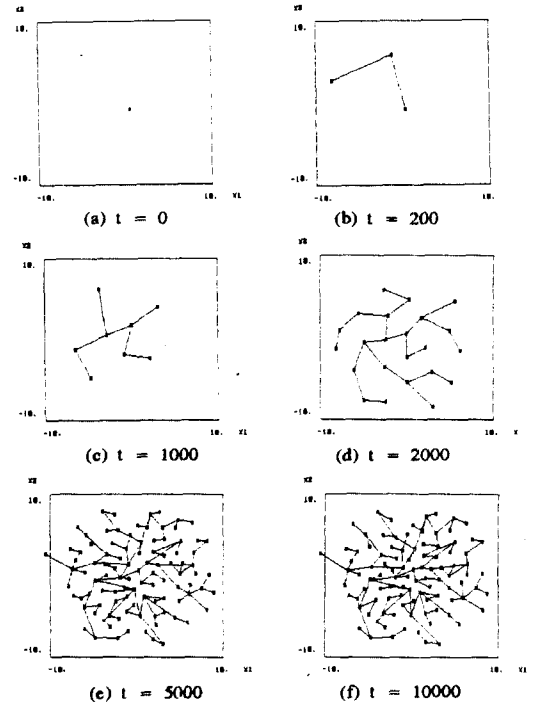 X2 X2
10. 10.
-10. -10.
-10. 10. X1 -10. 10. X1
(a) t = 0 (b) t = 200
X2 X2
10. 10.
-10. -10.
-10. 10. X1 -10. 10. X
(c) t = 1000 (d) t = 2000
X2 X2
10. 10.
-10. -10.
-10. 10. X1 -10. 10. X1
(e) t = 5000 (f) t = 10000